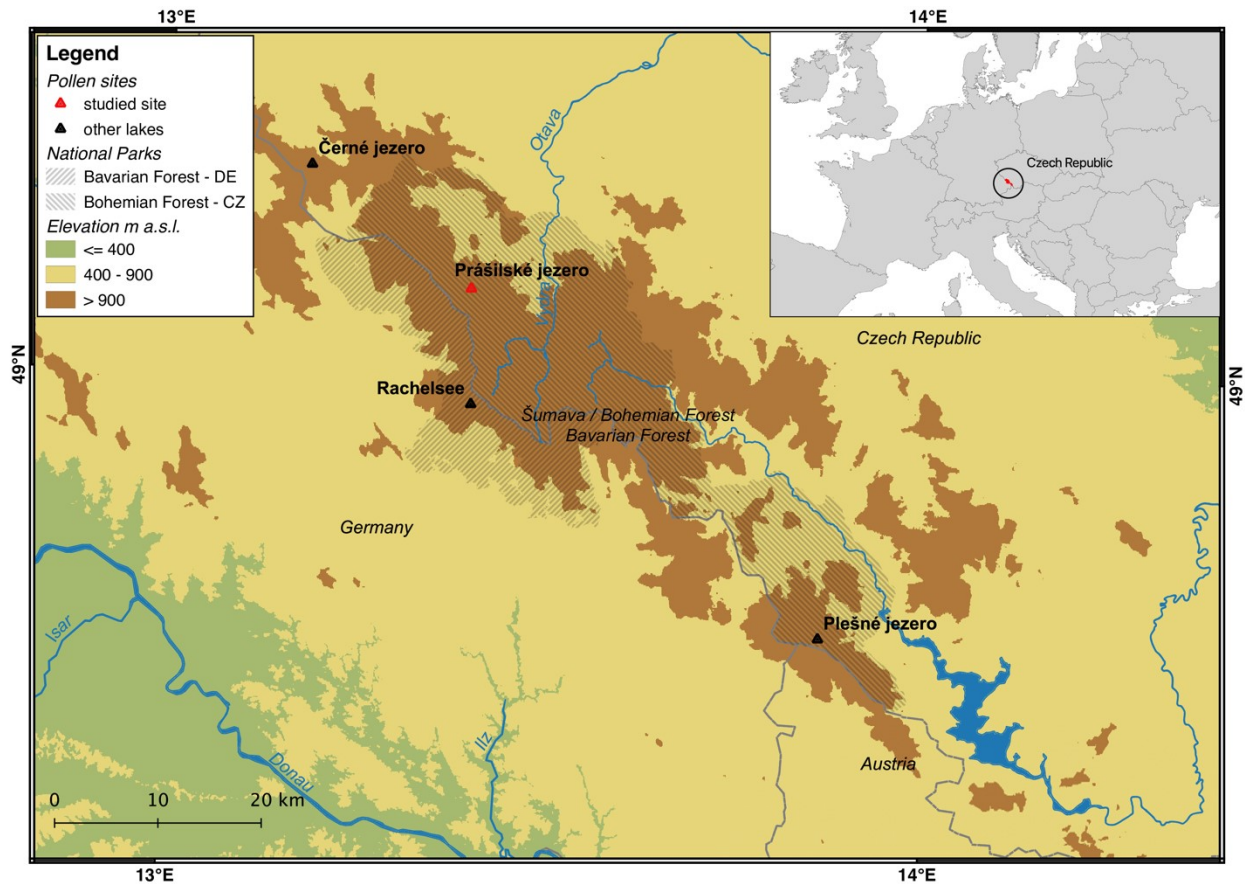 13°E
14°E
Legend
Pollen sites
studied site
other lakes
National Parks
Bavarian Forest - DE
Bohemian Forest - CZ
Elevation m a.s.l.
<= 400
400 - 900
> 900
Czech Republic
Otava
Černé jezero
Prášilské jezero
Vydra
Czech Republic
49°N
49°N
Rachelsee
Šumava / Bohemian Forest
Bavarian Forest
Germany
Isar
Plešné jezero
Ilz
Donau
Austria
0 10 20 km
13°E
14°E